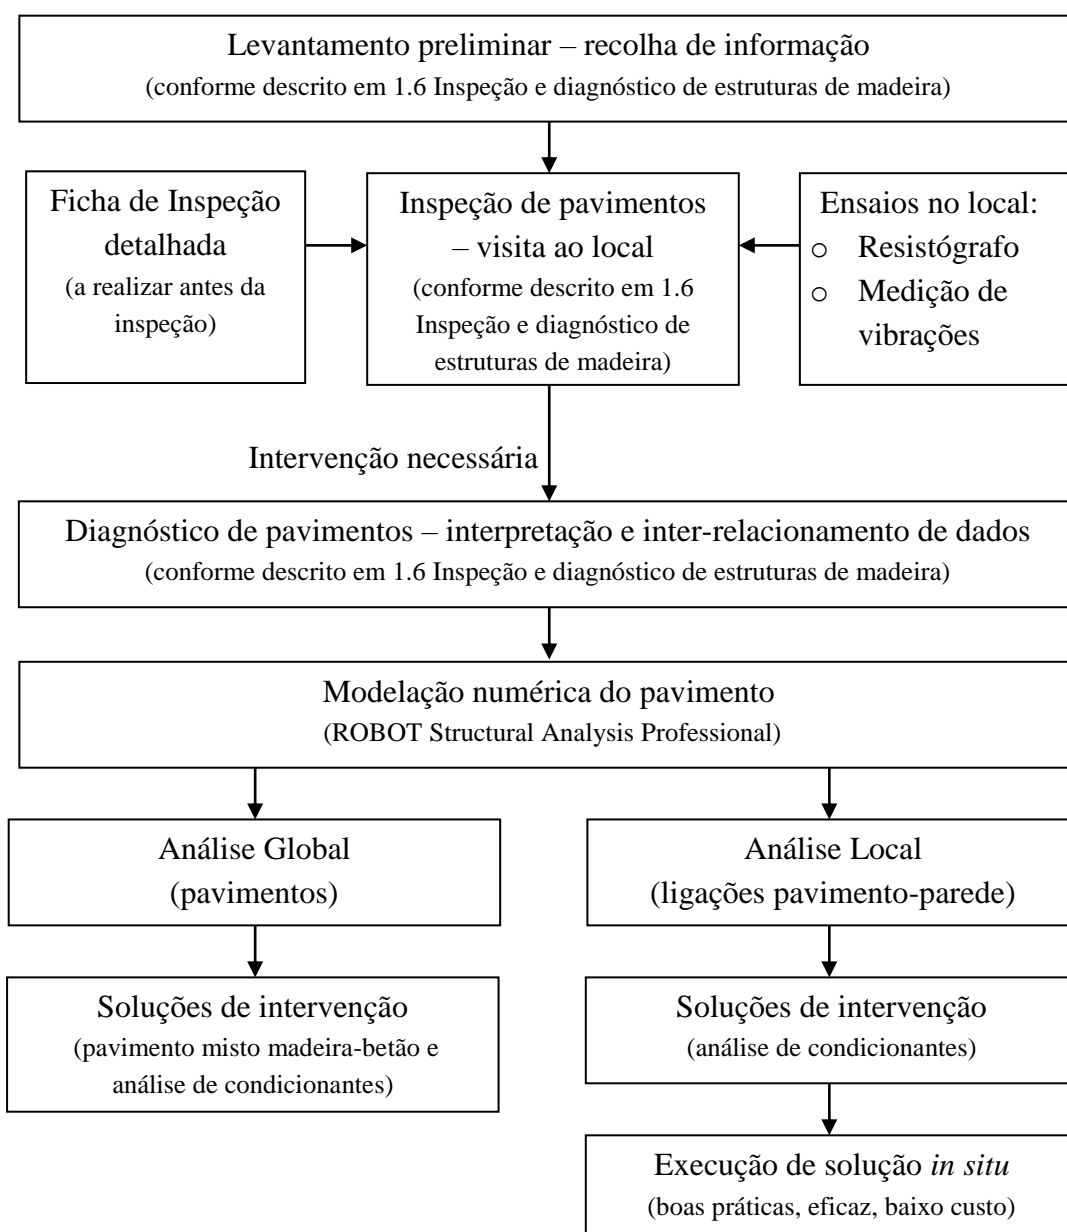 Levantamento preliminar – recolha de informação
(conforme descrito em 1.6 Inspeção e diagnóstico de estruturas de madeira)
Ficha de Inspeção
detalhada
(a realizar antes da
inspeção)
Inspeção de pavimentos
– visita ao local
(conforme descrito em 1.6
Inspeção e diagnóstico de
estruturas de madeira)
Ensaios no local:
o Resistógrafo
o Medição de
vibrações
Intervenção necessária
Diagnóstico de pavimentos – interpretação e inter-relacionamento de dados
(conforme descrito em 1.6 Inspeção e diagnóstico de estruturas de madeira)
Modelação numérica do pavimento
(ROBOT Structural Analysis Professional)
Análise Global
(pavimentos)
Análise Local
(ligações pavimento-parede)
Soluções de intervenção
(pavimento misto madeira-betão e
análise de condicionantes)
Soluções de intervenção
(análise de condicionantes)
Execução de solução in situ
(boas práticas, eficaz, baixo custo)